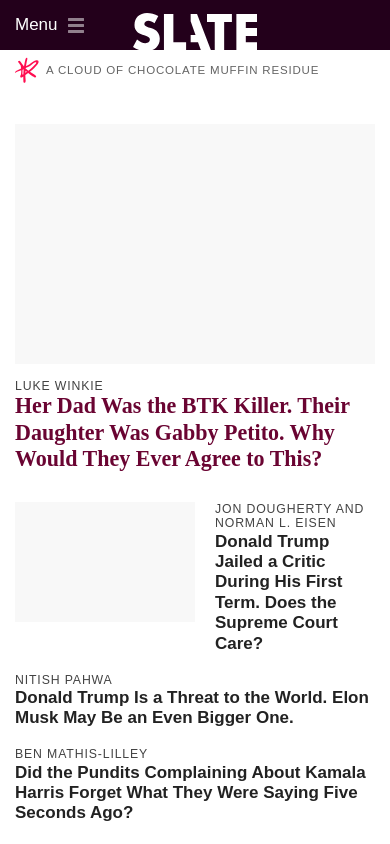 Menu
SLATE
A CLOUD OF CHOCOLATE MUFFIN RESIDUE
LUKE WINKIE
Her Dad Was the BTK Killer. Their
Daughter Was Gabby Petito. Why
Would They Ever Agree to This?
JON DOUGHERTY AND
NORMAN L. EISEN
Donald Trump
Jailed a Critic
During His First
Term. Does the
Supreme Court
Care?
NITISH PAHWA
Donald Trump Is a Threat to the World. Elon
Musk May Be an Even Bigger One.
BEN MATHIS-LILLEY
Did the Pundits Complaining About Kamala
Harris Forget What They Were Saying Five
Seconds Ago?